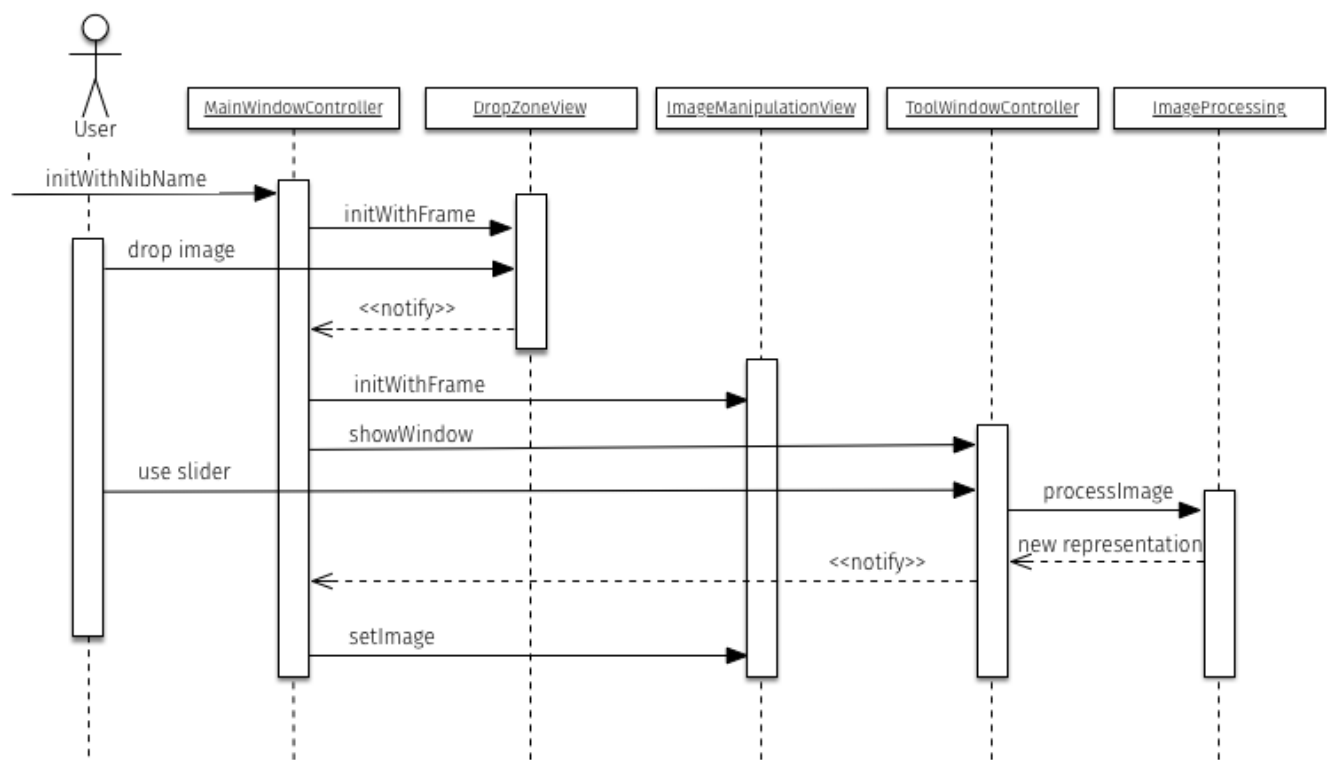 User
MainWindowController
DropZoneView
ImageManipulationView
ToolWindowController
ImageProcessing
initWithNibName
initWithFrame
drop image
<<notify>>
initWithFrame
showWindow
use slider
processImage
new representation
<<notify>>
setImage